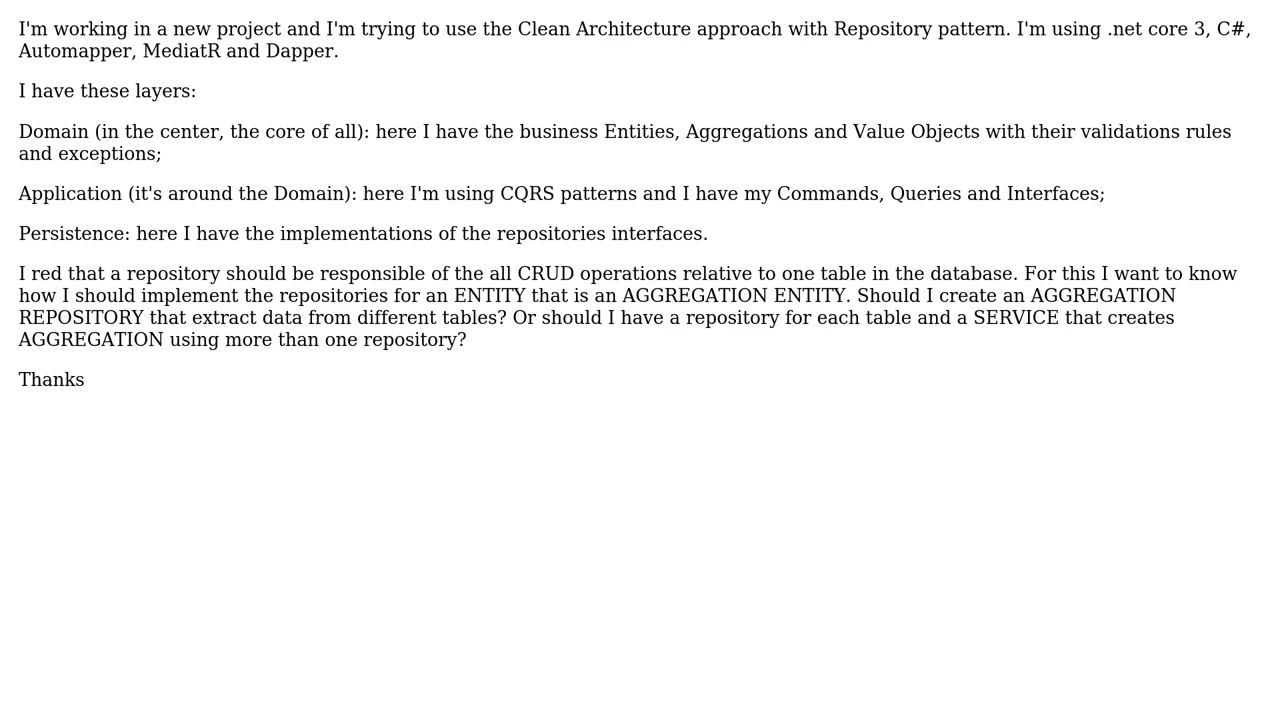 I'm working in a new project and I'm trying to use the Clean Architecture approach with Repository pattern. I'm using .net core 3, C#,
Automapper, MediatR and Dapper.
I have these layers:
Domain (in the center, the core of all): here I have the business Entities, Aggregations and Value Objects with their validations rules
and exceptions;
Application (it's around the Domain): here I'm using CQRS patterns and I have my Commands, Queries and Interfaces;
Persistence: here I have the implementations of the repositories interfaces.
I red that a repository should be responsible of the all CRUD operations relative to one table in the database. For this I want to know
how I should implement the repositories for an ENTITY that is an AGGREGATION ENTITY. Should I create an AGGREGATION
REPOSITORY that extract data from different tables? Or should I have a repository for each table and a SERVICE that creates
AGGREGATION using more than one repository?
Thanks